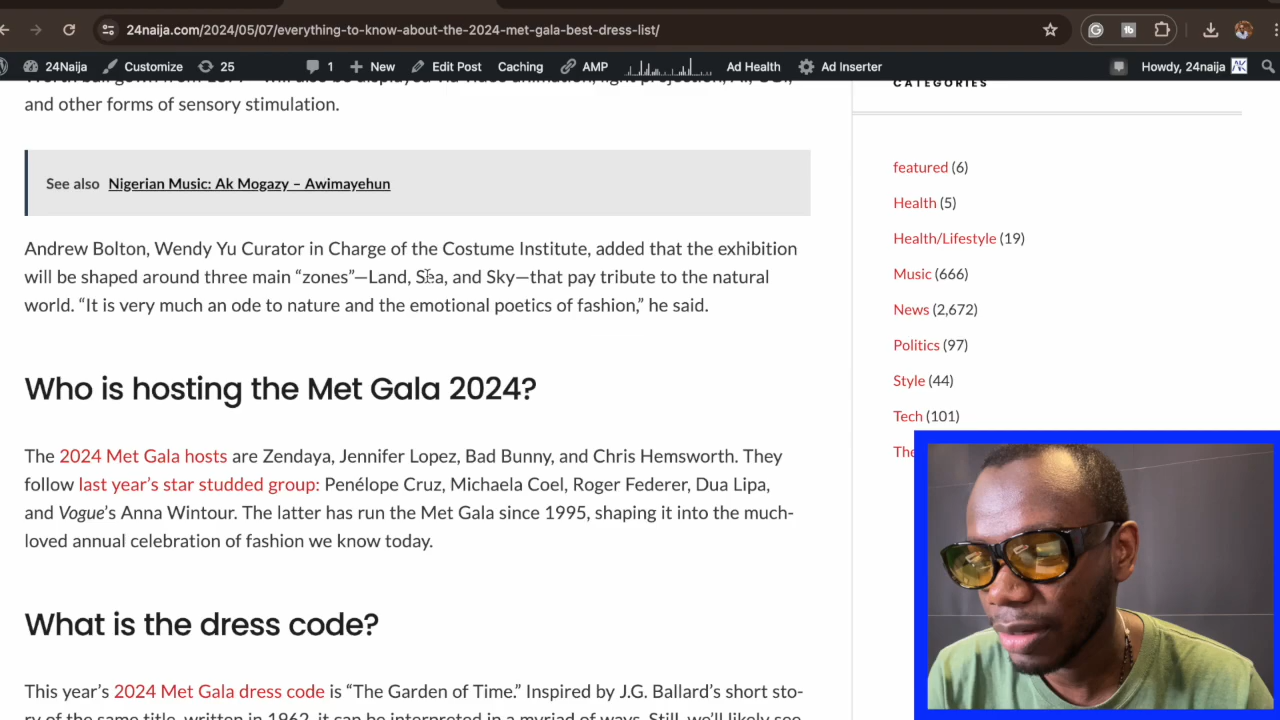 24naija.com/2024/05/07/everything-to-know-about-the-2024-met-gala-best-dress-list/
24Naija Customize 25 1 New Edit Post Caching AMP Ad Health Ad Inserter Howdy, 24naija
and other forms of sensory stimulation.
See also Nigerian Music: Ak Mogazy – Awimayehun
Andrew Bolton, Wendy Yu Curator in Charge of the Costume Institute, added that the exhibition
will be shaped around three main “zones”—Land, Sea, and Sky—that pay tribute to the natural
world. “It is very much an ode to nature and the emotional poetics of fashion,” he said.
Who is hosting the Met Gala 2024?
The 2024 Met Gala hosts are Zendaya, Jennifer Lopez, Bad Bunny, and Chris Hemsworth. They
follow last year’s star studded group: Penélope Cruz, Michaela Coel, Roger Federer, Dua Lipa,
and Vogue’s Anna Wintour. The latter has run the Met Gala since 1995, shaping it into the much-
loved annual celebration of fashion we know today.
What is the dress code?
This year’s 2024 Met Gala dress code is “The Garden of Time.” Inspired by J.G. Ballard’s short sto-
ry of the same title, written in 1962, it can be interpreted in a myriad of ways. Still, we’ll likely see
CATEGORIES
featured (6)
Health (5)
Health/Lifestyle (19)
Music (666)
News (2,672)
Politics (97)
Style (44)
Tech (101)